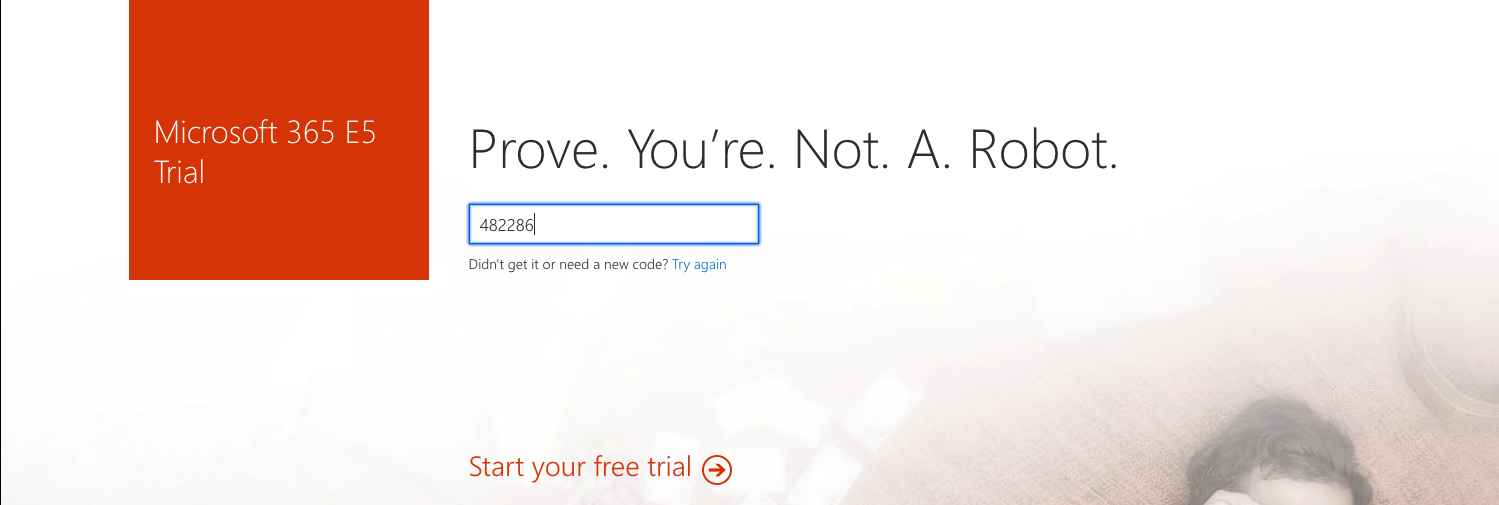 Microsoft 365 E5
Trial
Prove. You’re. Not. A. Robot.
482286
Didn't get it or need a new code? Try again
Start your free trial